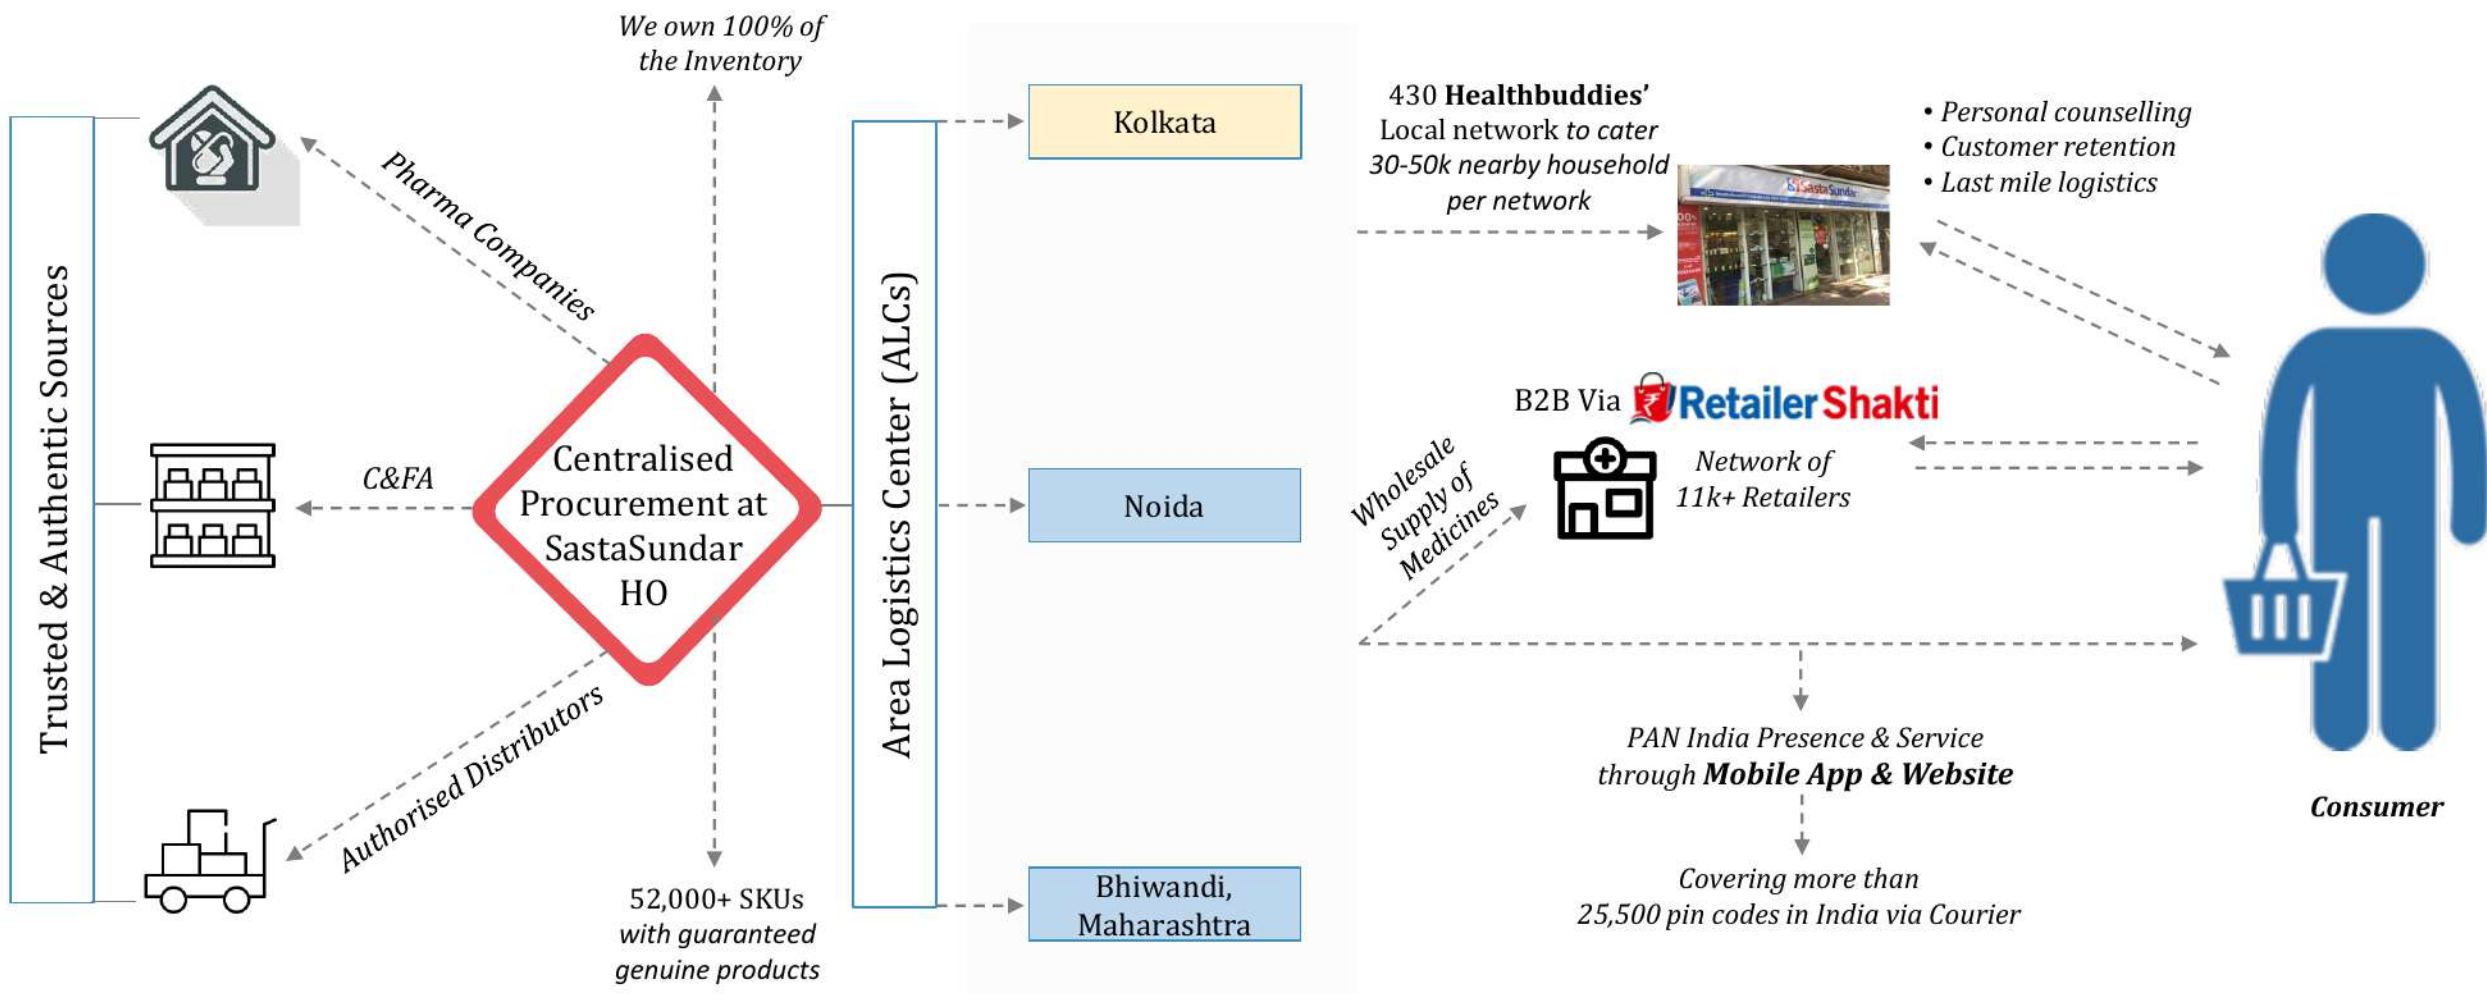 We own 100% of
the Inventory
Trusted & Authentic Sources
Pharma Companies
C&FA
Authorised Distributors
Centralised
Procurement at
SastaSundar
HO
52,000+ SKUs
with guaranteed
genuine products
Area Logistics Center (ALCs)
Kolkata
Noida
Bhiwandi,
Maharashtra
430 Healthbuddies’
Local network to cater
30-50k nearby household
per network
SastaSundar
• Personal counselling
• Customer retention
• Last mile logistics
B2B Via RetailerShakti
Network of
11k+ Retailers
Wholesale
Supply of
Medicines
PAN India Presence & Service
through Mobile App & Website
Covering more than
25,500 pin codes in India via Courier
Consumer